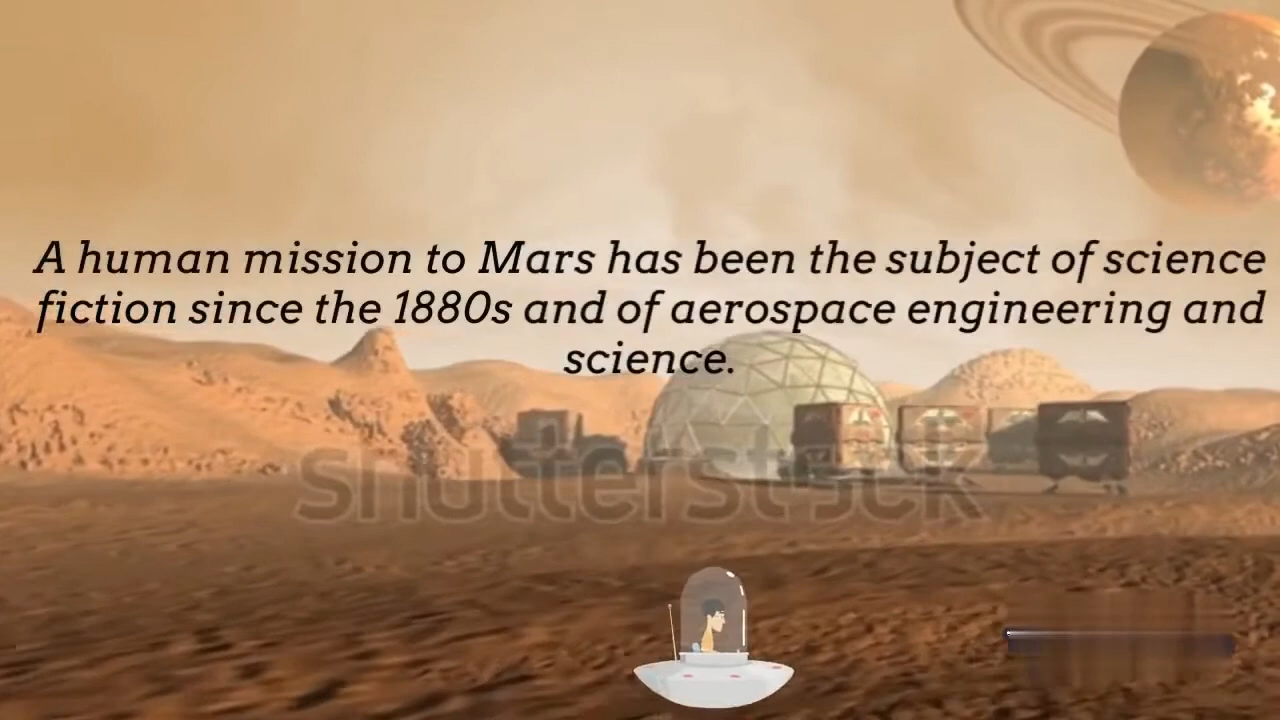 A human mission to Mars has been the subject of science
fiction since the 1880s and of aerospace engineering and
science.
shutterstock